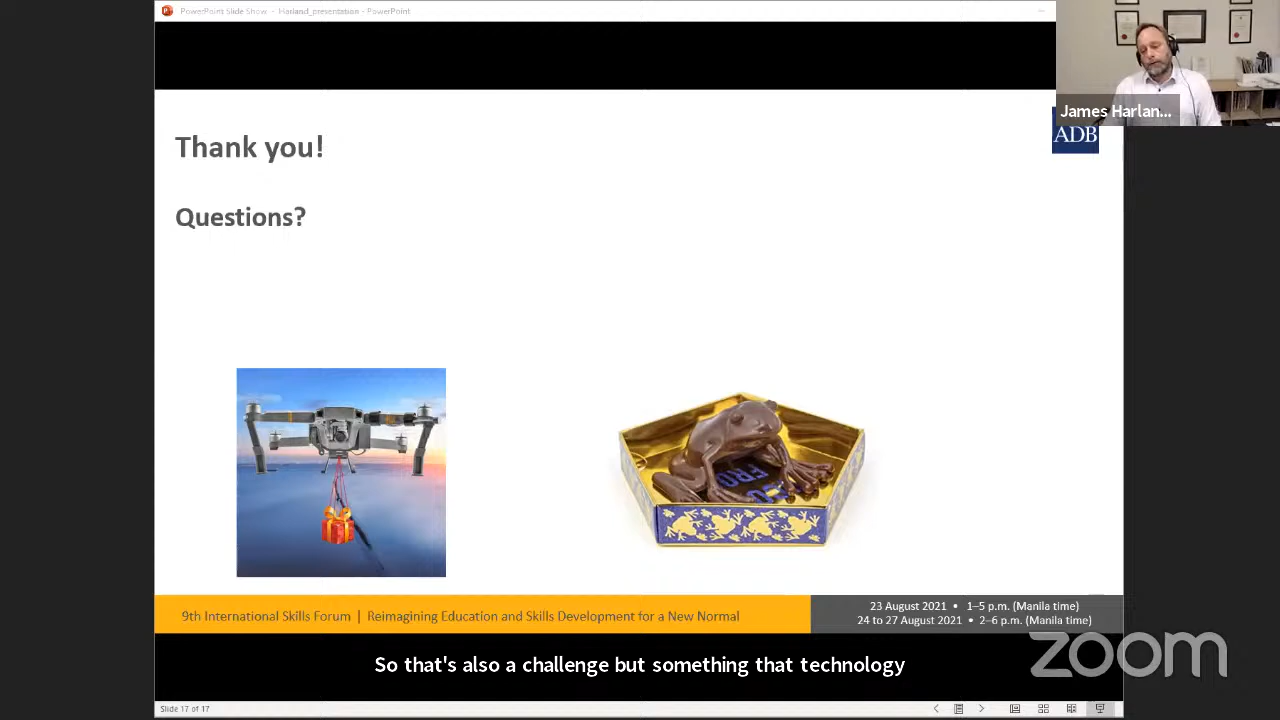 PowerPoint Slide Show - Harland_presentation - PowerPoint
James Harlan...
ADB
Thank you!
Questions?
FRO
9th International Skills Forum | Reimagining Education and Skills Development for a New Normal
23 August 2021 • 1–5 p.m. (Manila time)
24 to 27 August 2021 • 2–6 p.m. (Manila time)
So that's also a challenge but something that technology
zoom
Slide 17 of 17